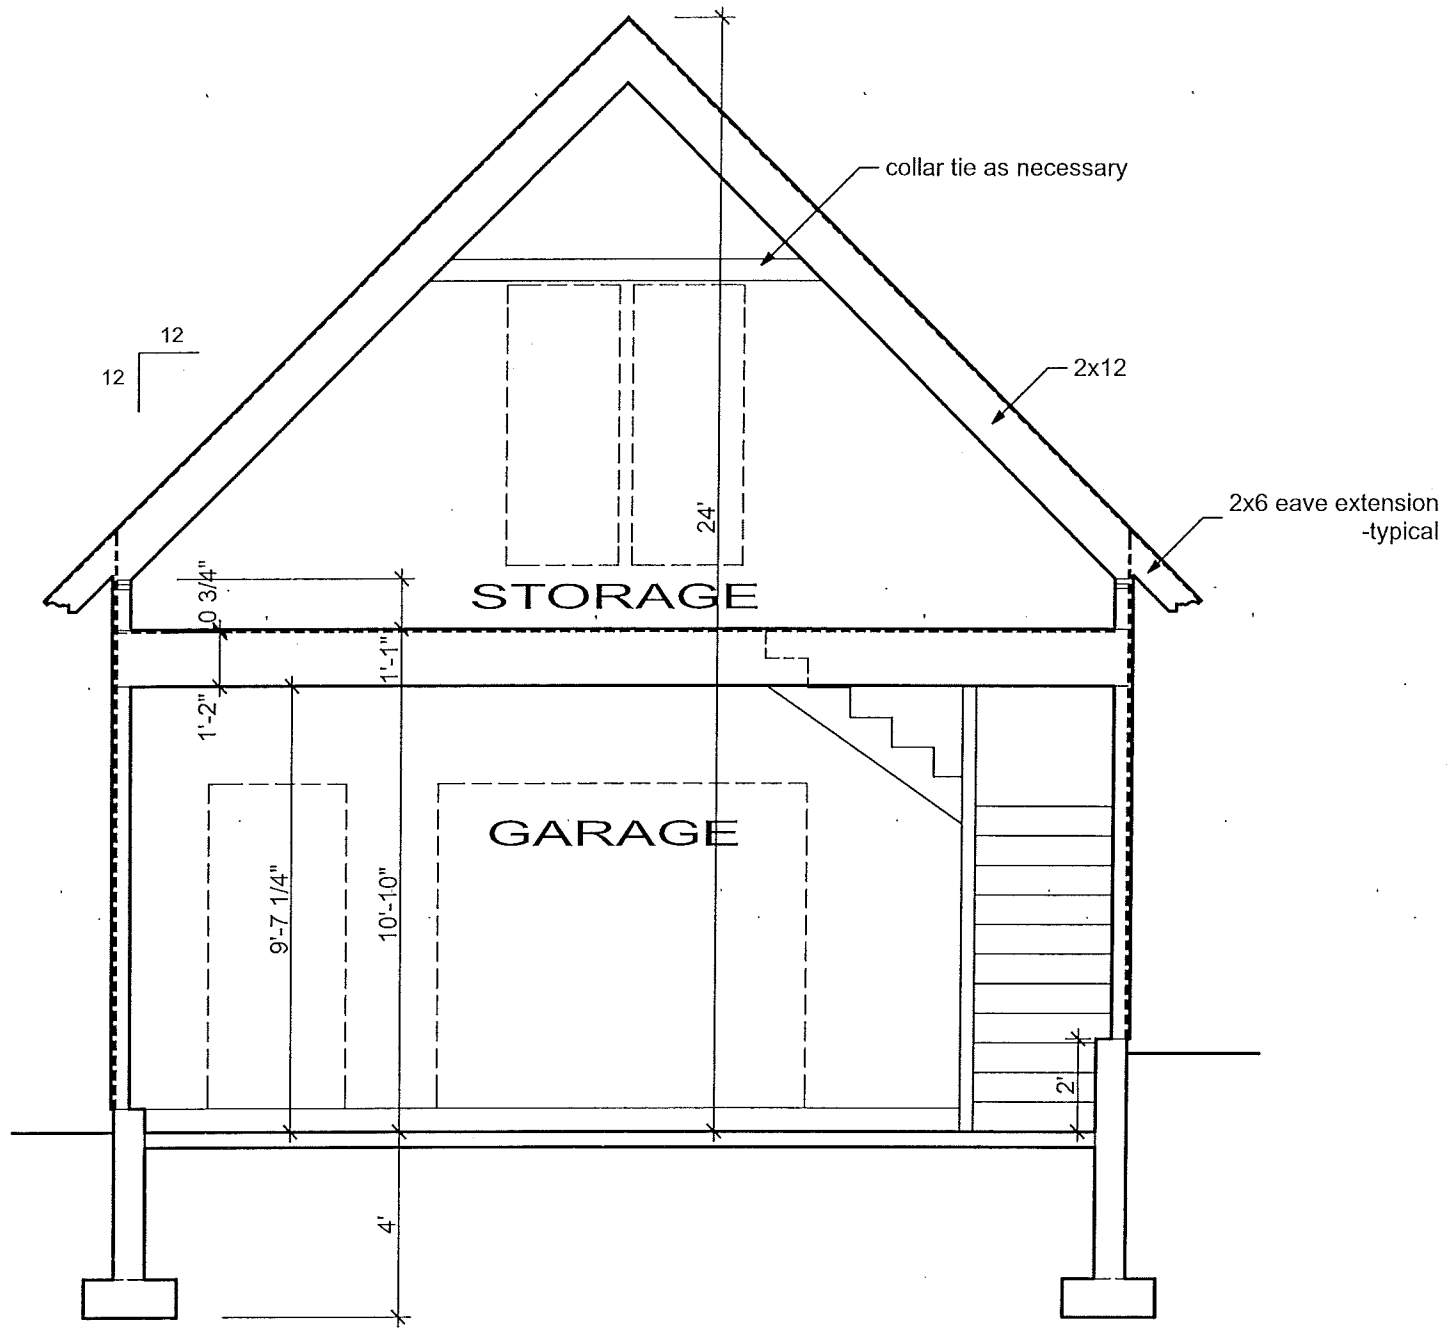 24'
collar tie as necessary
12
12
2x12
2x6 eave extension
-typical
0 3/4"
STORAGE
1'-1"
1'-2"
GARAGE
9'-7 1/4"
10'-10"
2'
4'